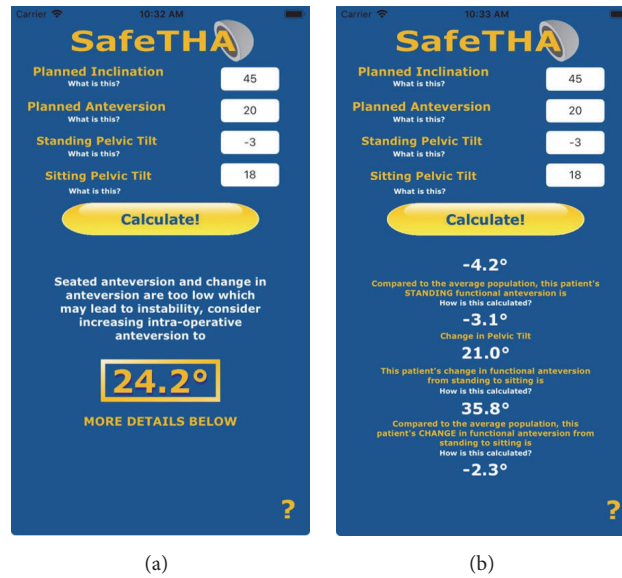 Carrier 10:32 AM
SafeTHA
Planned Inclination
What is this?
45
Planned Anteversion
What is this?
20
Standing Pelvic Tilt
What is this?
-3
Sitting Pelvic Tilt
What is this?
18
Calculate!
Seated anteversion and change in
anteversion are too low which
may lead to instability, consider
increasing intra-operative
anteversion to
24.2°
MORE DETAILS BELOW
?
(a)
Carrier 10:33 AM
SafeTHA
Planned Inclination
What is this?
45
Planned Anteversion
What is this?
20
Standing Pelvic Tilt
What is this?
-3
Sitting Pelvic Tilt
What is this?
18
Calculate!
-4.2°
Compared to the average population, this patient's
STANDING functional anteversion is
How is this calculated?
-3.1°
Change in Pelvic Tilt
21.0°
This patient's change in functional anteversion
from standing to sitting is
How is this calculated?
35.8°
Compared to the average population, this
patient's CHANGE in functional anteversion from
standing to sitting is
How is this calculated?
-2.3°
?
(b)